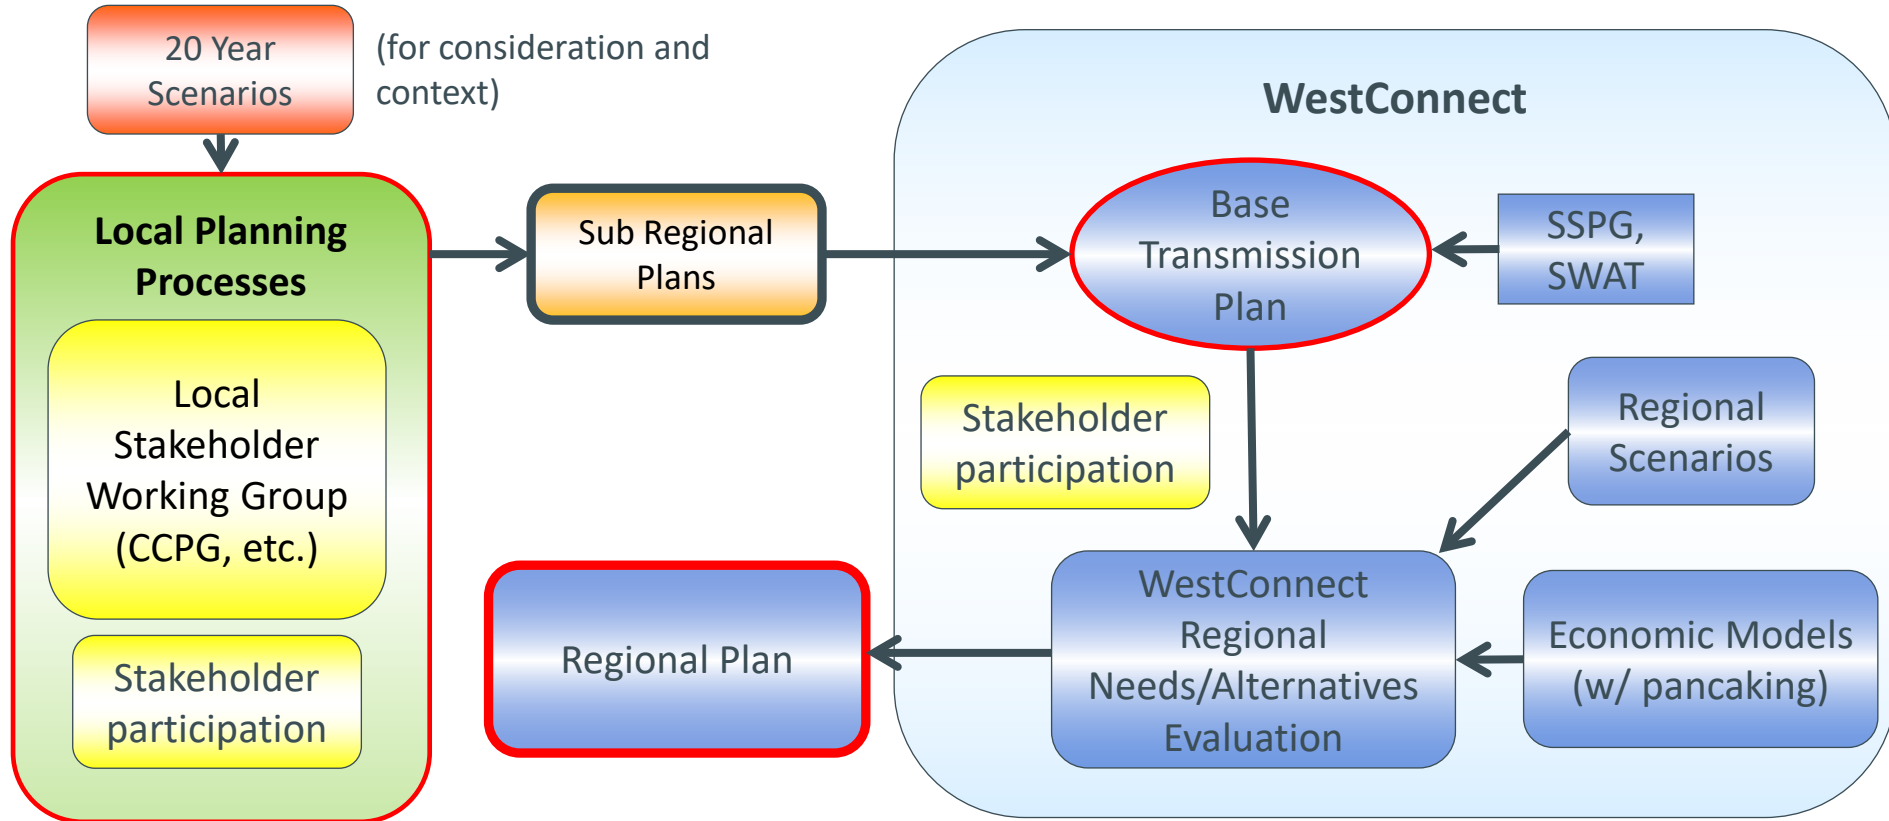 20 Year
Scenarios
(for consideration and
context)
Local Planning
Processes
Local
Stakeholder
Working Group
(CCPG, etc.)
Stakeholder
participation
Sub Regional
Plans
WestConnect
Base
Transmission
Plan
SSPG,
SWAT
Stakeholder
participation
Regional
Scenarios
WestConnect
Regional
Needs/Alternatives
Evaluation
Economic Models
(w/ pancaking)
Regional Plan